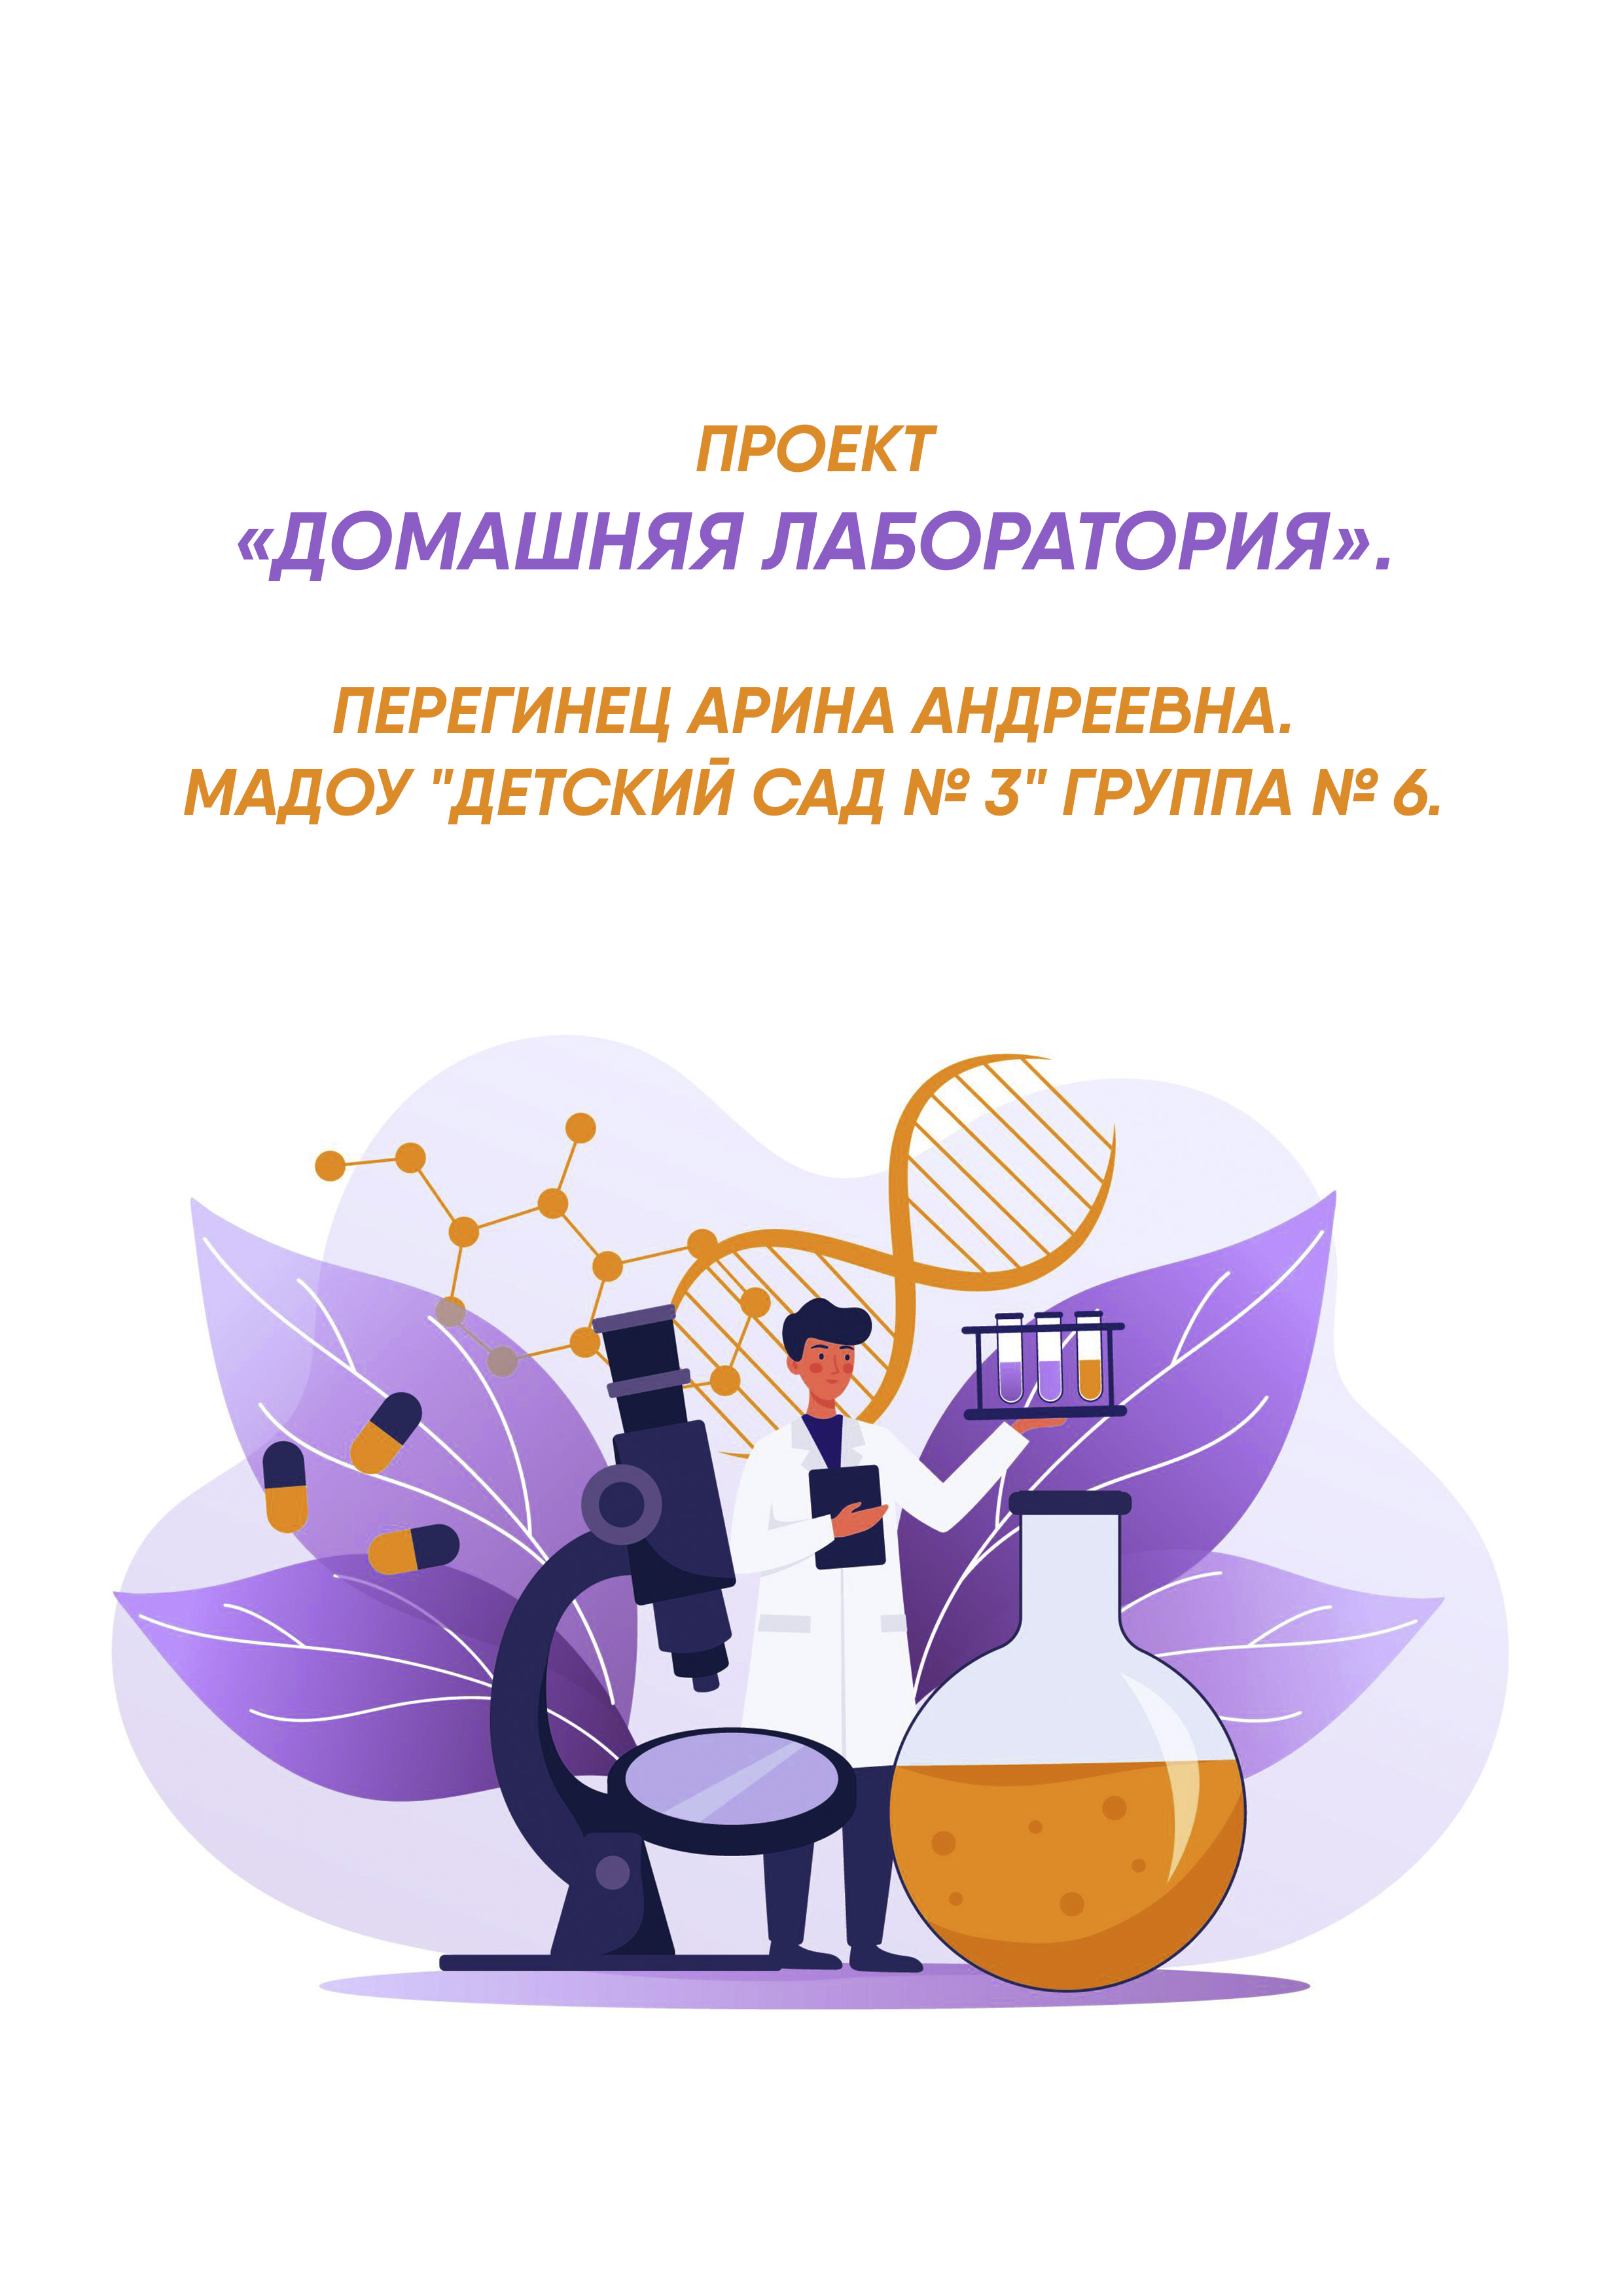 ПРОЕКТ
«ДОМАШНЯЯ ЛАБОРАТОРИЯ».
ПЕРЕГИНЕЦ АРИНА АНДРЕЕВНА.
МАДОУ "ДЕТСКИЙ САД № 3" ГРУППА № 6.